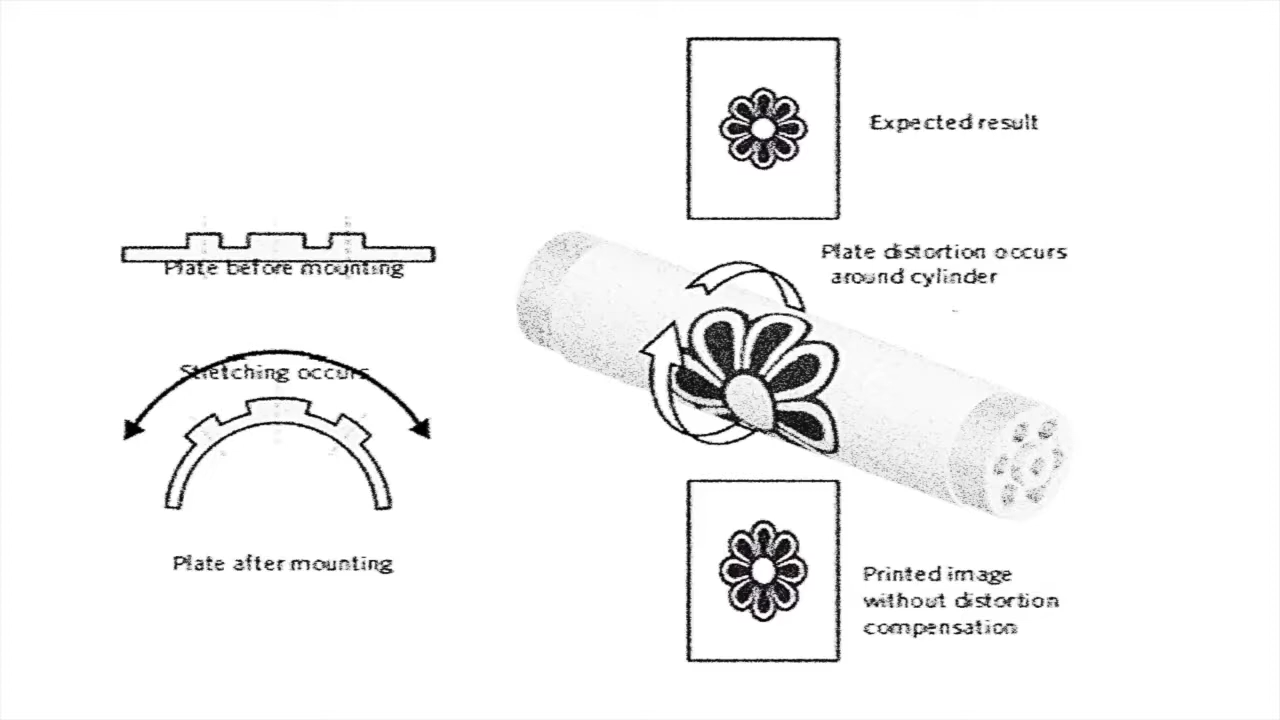 Expected result
Plate distortion occurs
around cylinder
Plate before mounting
Stretching occurs
Plate after mounting
Printed image
without distortion
compensation